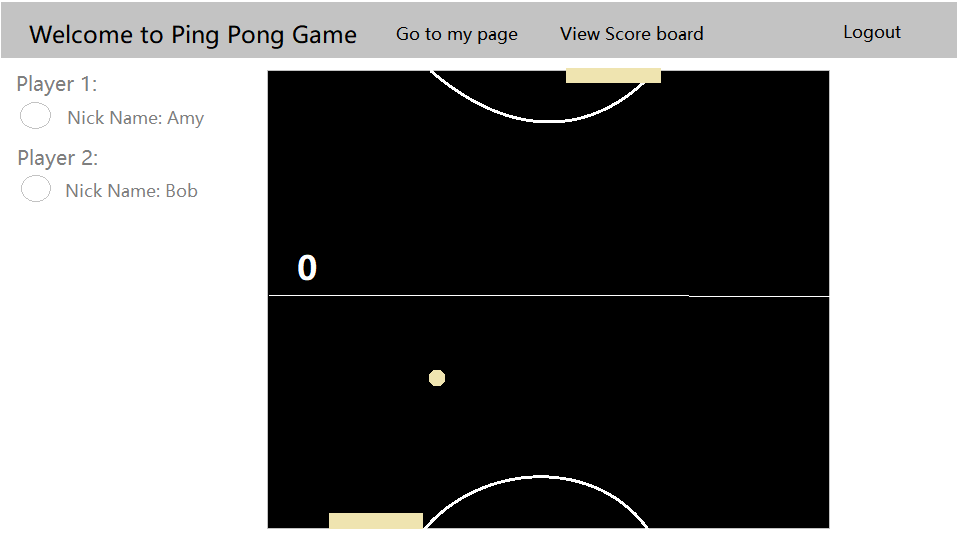 Welcome to Ping Pong Game
Go to my page
View Score board
Logout
Player 1:
Nick Name: Amy
Player 2:
Nick Name: Bob
0